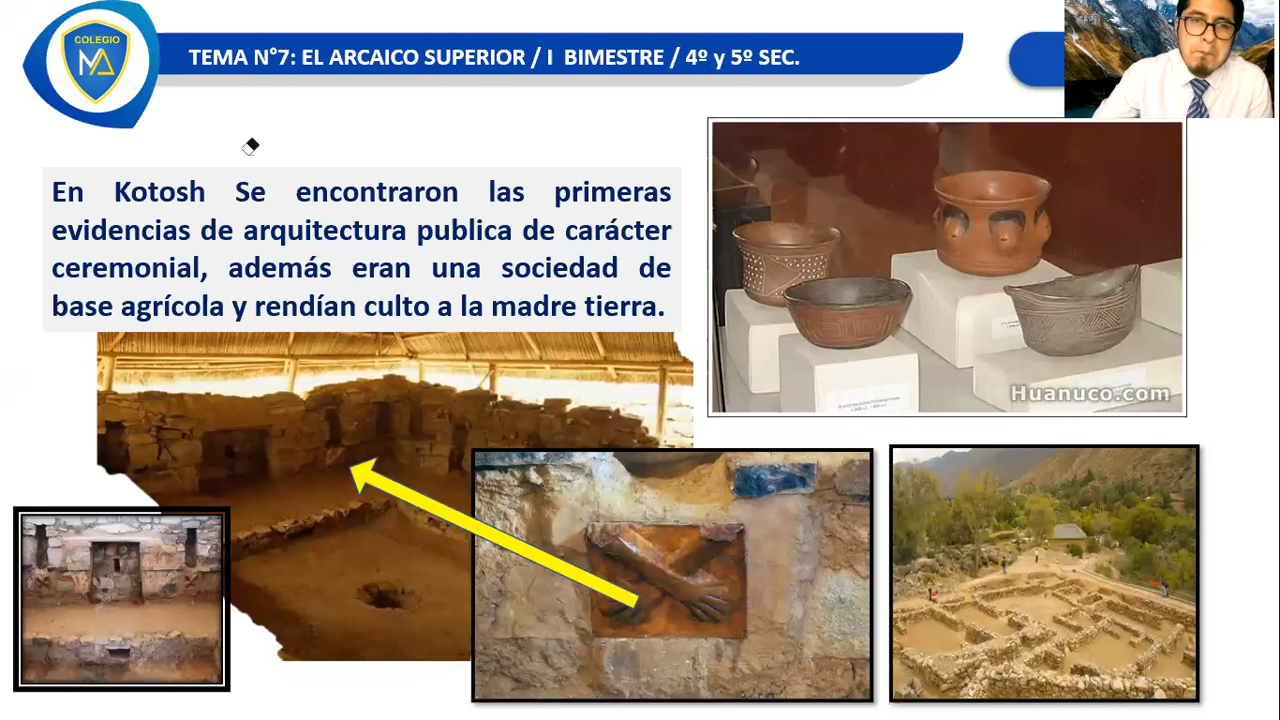 COLEGIO
MA
TEMA N°7: EL ARCAICO SUPERIOR / I BIMESTRE / 4º y 5º SEC.
En Kotosh Se encontraron las primeras
evidencias de arquitectura publica de carácter
ceremonial, además eran una sociedad de
base agrícola y rendían culto a la madre tierra.
Huanuco.com